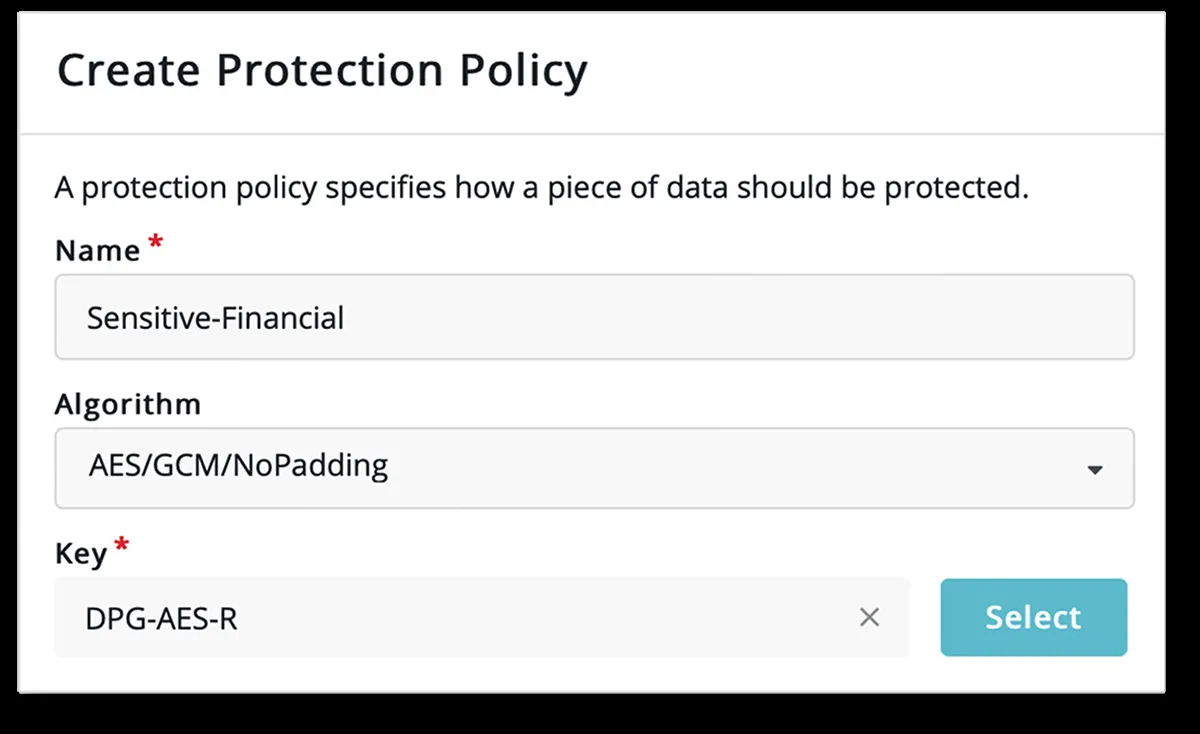 Create Protection Policy
A protection policy specifies how a piece of data should be protected.
Name *
Sensitive-Financial
Algorithm
AES/GCM/NoPadding
Key *
DPG-AES-R
Select